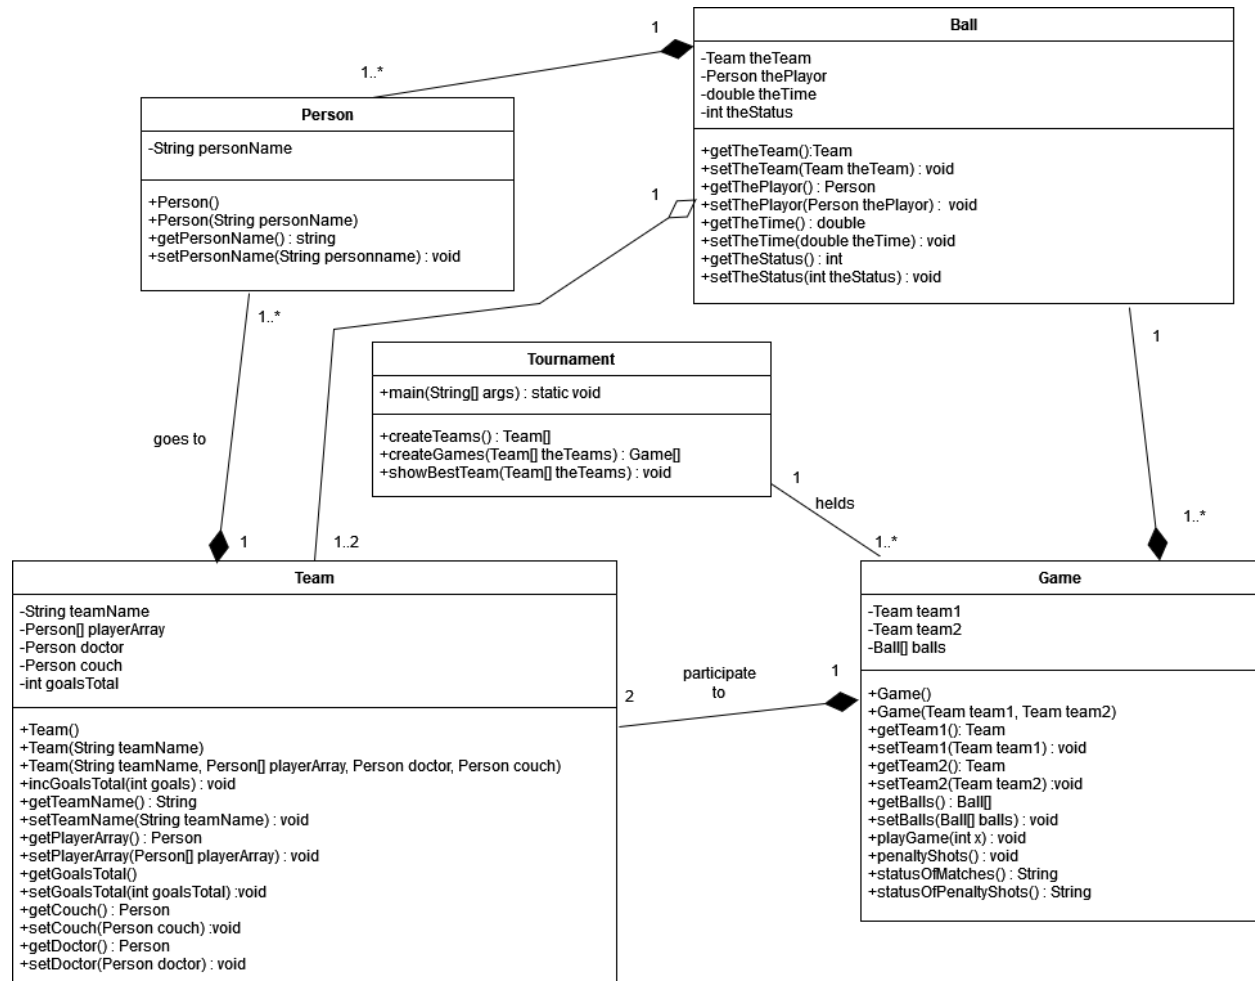 Ball
-Team theTeam
-Person thePlayor
-double theTime
-int theStatus
+getTheTeam():Team
+setTheTeam(Team theTeam) : void
+getThePlayor() : Person
+setThePlayor(Person thePlayor) : void
+getTheTime() : double
+setTheTime(double theTime) : void
+getTheStatus() : int
+setTheStatus(int theStatus) : void
1
1..*
Person
-String personName
+Person()
+Person(String personName)
+getPersonName() : string
+setPersonName(String personname) : void
1
1..*
1
Tournament
+main(String[] args) : static void
+createTeams() : Team[]
+createGames(Team[] theTeams) : Game[]
+showBestTeam(Team[] theTeams) : void
goes to
1
helds
1..*
1..*
1
1..2
Team
-String teamName
-Person[] playerArray
-Person doctor
-Person couch
-int goalsTotal
+Team()
+Team(String teamName)
+Team(String teamName, Person[] playerArray, Person doctor, Person couch)
+incGoalsTotal(int goals) : void
+getTeamName() : String
+setTeamName(String teamName) : void
+getPlayerArray() : Person
+setPlayerArray(Person[] playerArray) : void
+getGoalsTotal()
+setGoalsTotal(int goalsTotal) :void
+getCouch() : Person
+setCouch(Person couch) :void
+getDoctor() : Person
+setDoctor(Person doctor) : void
participate
to
1
2
Game
-Team team1
-Team team2
-Ball[] balls
+Game()
+Game(Team team1, Team team2)
+getTeam1(): Team
+setTeam1(Team team1) : void
+getTeam2(): Team
+setTeam2(Team team2) :void
+getBalls() : Ball[]
+setBalls(Ball[] balls) : void
+playGame(int x) : void
+penaltyShots() : void
+statusOfMatches() : String
+statusOfPenaltyShots() : String